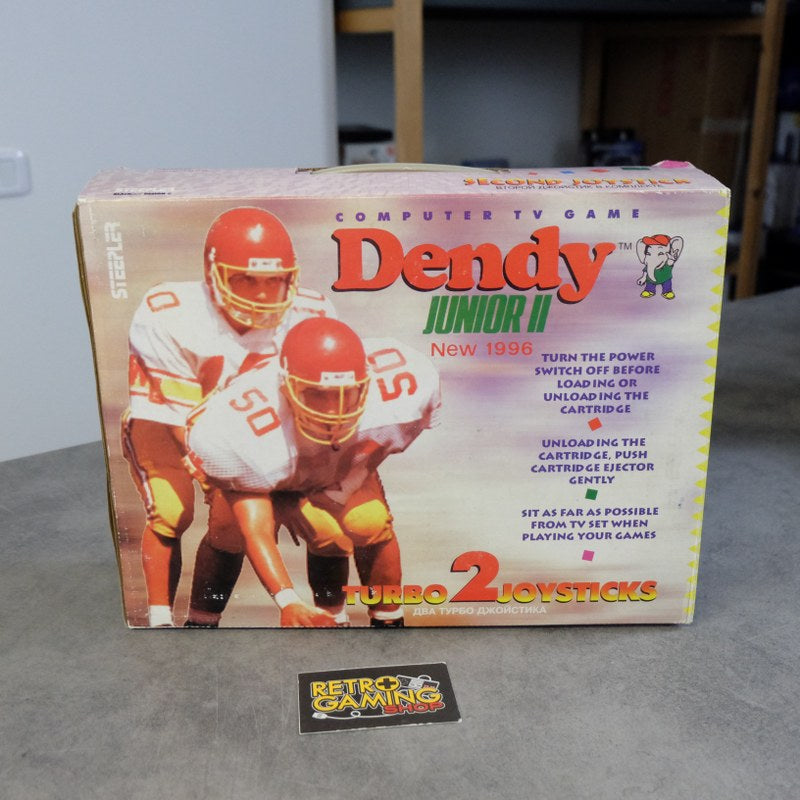 SECOND JOYSTICK
ВТОРОЙ ДЖОЙСТИК В КОМПЛЕКТЕ
STEEPLER
COMPUTER TV GAME
Dendy™
JUNIOR II
New 1996
TURN THE POWER
SWITCH OFF BEFORE
LOADING OR
UNLOADING THE
CARTRIDGE
UNLOADING THE
CARTRIDGE, PUSH
CARTRIDGE EJECTOR
GENTLY
SIT AS FAR AS POSSIBLE
FROM TV SET WHEN
PLAYING YOUR GAMES
0
50
50
TURBO 2 JOYSTICKS
ДВА ТУРБО ДЖОЙСТИКА
RETRO
GAMING
SHOP